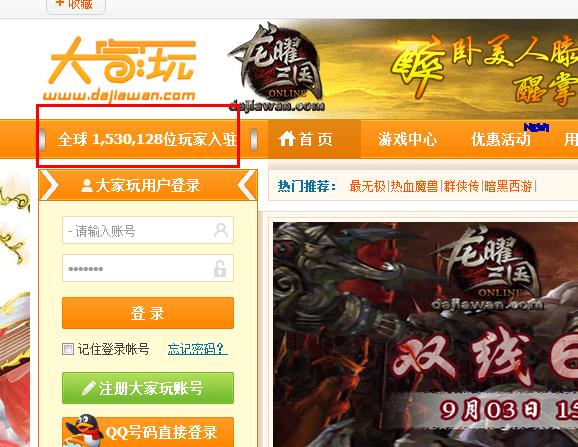 + 收藏
大家玩
www.dajiawan.com
龙曜三国
ONLINE
dajiawan.com
卧美人膝
醒掌
全球 1,530,128位玩家入驻
首 页
游戏中心
优惠活动
NEW
用
大家玩用户登录
热门推荐: 最无极|热血魔兽|群侠传|暗黑西游|
- 请输入账号
•••••••
登 录
记住登录帐号 忘记密码?
注册大家玩账号
QQ号码直接登录
龙曜三国
ONLINE
dajiawan.com
双线
9月03日 15